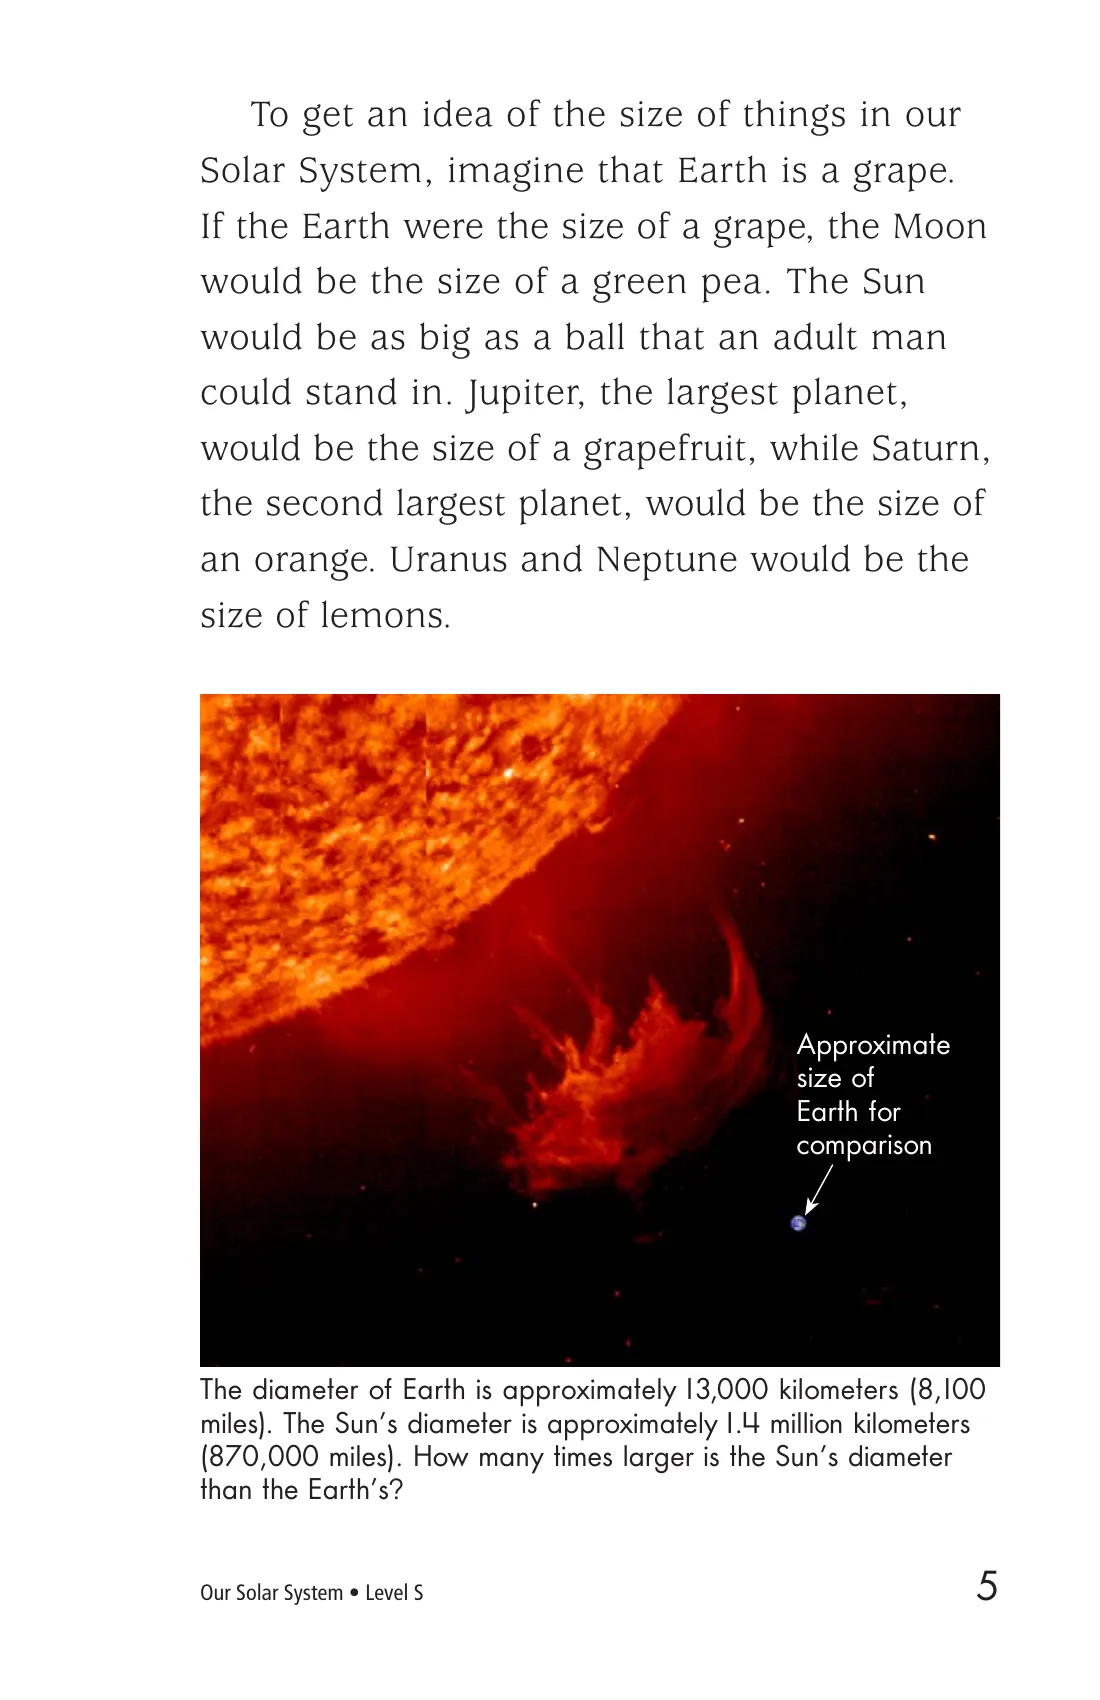 To get an idea of the size of things in our
Solar System, imagine that Earth is a grape.
If the Earth were the size of a grape, the Moon
would be the size of a green pea. The Sun
would be as big as a ball that an adult man
could stand in. Jupiter, the largest planet,
would be the size of a grapefruit, while Saturn,
the second largest planet, would be the size of
an orange. Uranus and Neptune would be the
size of lemons.
Approximate
size of
Earth for
comparison
The diameter of Earth is approximately 13,000 kilometers (8,100
miles). The Sun's diameter is approximately 1.4 million kilometers
(870,000 miles). How many times larger is the Sun's diameter
than the Earth's?
Our Solar System • Level S
5